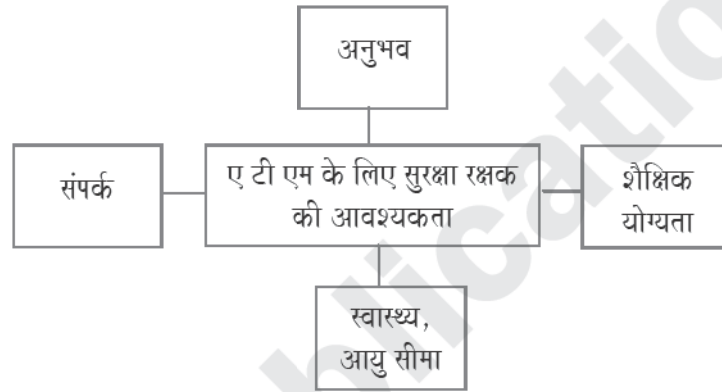 अनुभव
संपर्क
ए टी एम के लिए सुरक्षा रक्षक
की आवश्यकता
शैक्षिक
योग्यता
स्वास्थ्य,
आयु सीमा